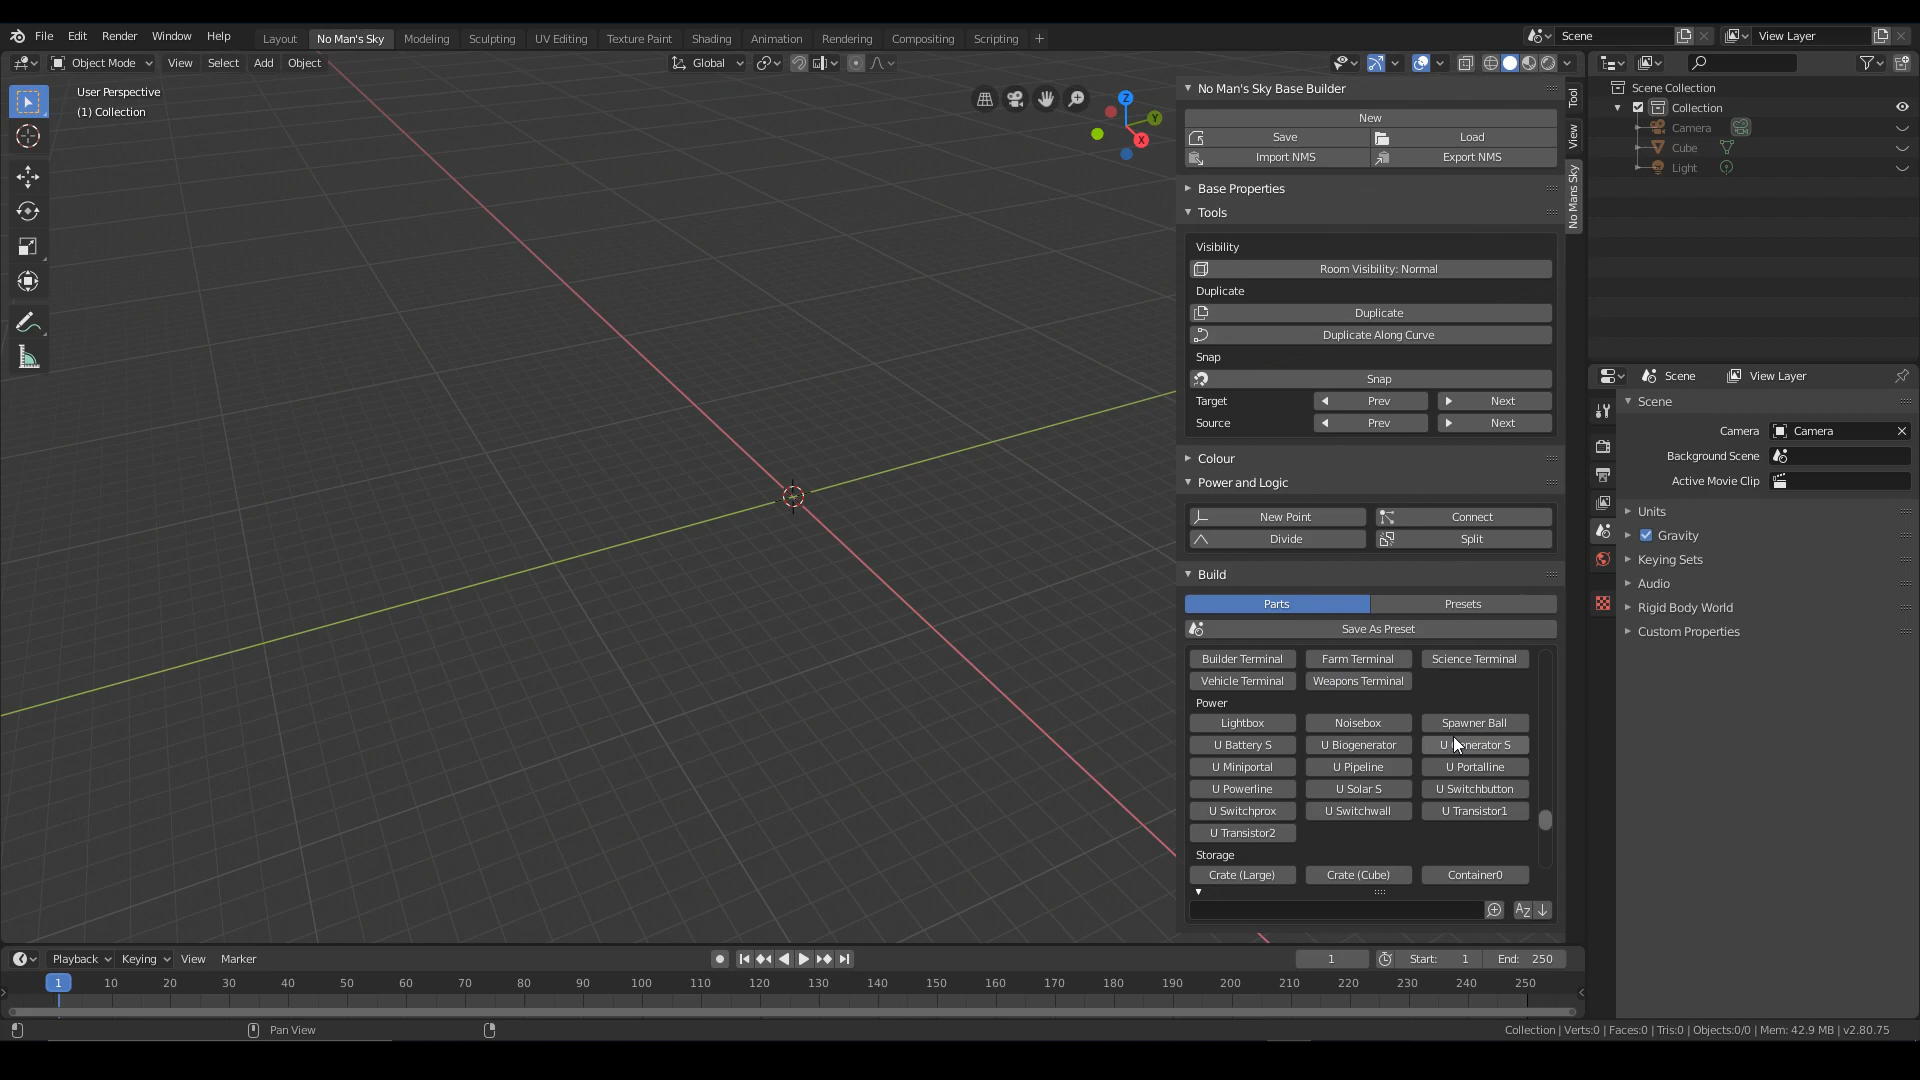 File Edit Render Window Help Layout No Man's Sky Modeling Sculpting UV Editing Texture Paint Shading Animation Rendering Compositing Scripting + Scene View Layer
Object Mode View Select Add Object Global
User Perspective
(1) Collection
Z
Y
X
No Man's Sky Base Builder
New
Save Load
Import NMS Export NMS
Base Properties
Tools
Visibility
Room Visibility: Normal
Duplicate
Duplicate
Duplicate Along Curve
Snap
Snap
Target Prev Next
Source Prev Next
Colour
Power and Logic
New Point Connect
Divide Split
Build
Parts Presets
Save As Preset
Builder Terminal Farm Terminal Science Terminal
Vehicle Terminal Weapons Terminal
Power
Lightbox Noisebox Spawner Ball
U Battery S U Biogenerator U Generator S
U Miniportal U Pipeline U Portalline
U Powerline U Solar S U Switchbutton
U Switchprox U Switchwall U Transistor1
U Transistor2
Storage
Crate (Large) Crate (Cube) Container0
Tool
View
No Mans Sky
Scene Collection
Collection
Camera
Cube
Light
Scene View Layer
Scene
Camera Camera
Background Scene
Active Movie Clip
Units
Gravity
Keying Sets
Audio
Rigid Body World
Custom Properties
Playback Keying View Marker 1 Start: 1 End: 250
1 10 20 30 40 50 60 70 80 90 100 110 120 130 140 150 160 170 180 190 200 210 220 230 240 250
Pan View
Collection | Verts:0 | Faces:0 | Tris:0 | Objects:0/0 | Mem: 42.9 MB | v2.80.75